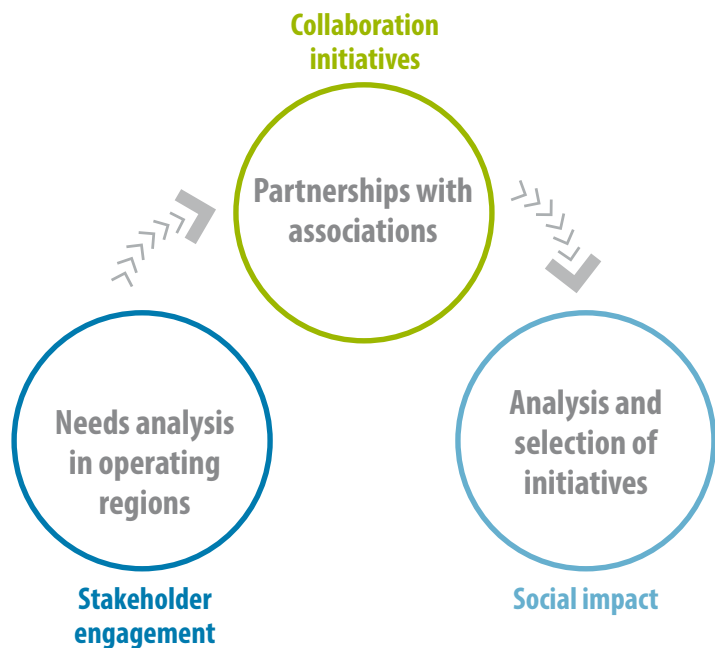 Collaboration
initiatives
Partnerships with
associations
Needs analysis
in operating
regions
Stakeholder
engagement
Analysis and
selection of
initiatives
Social impact